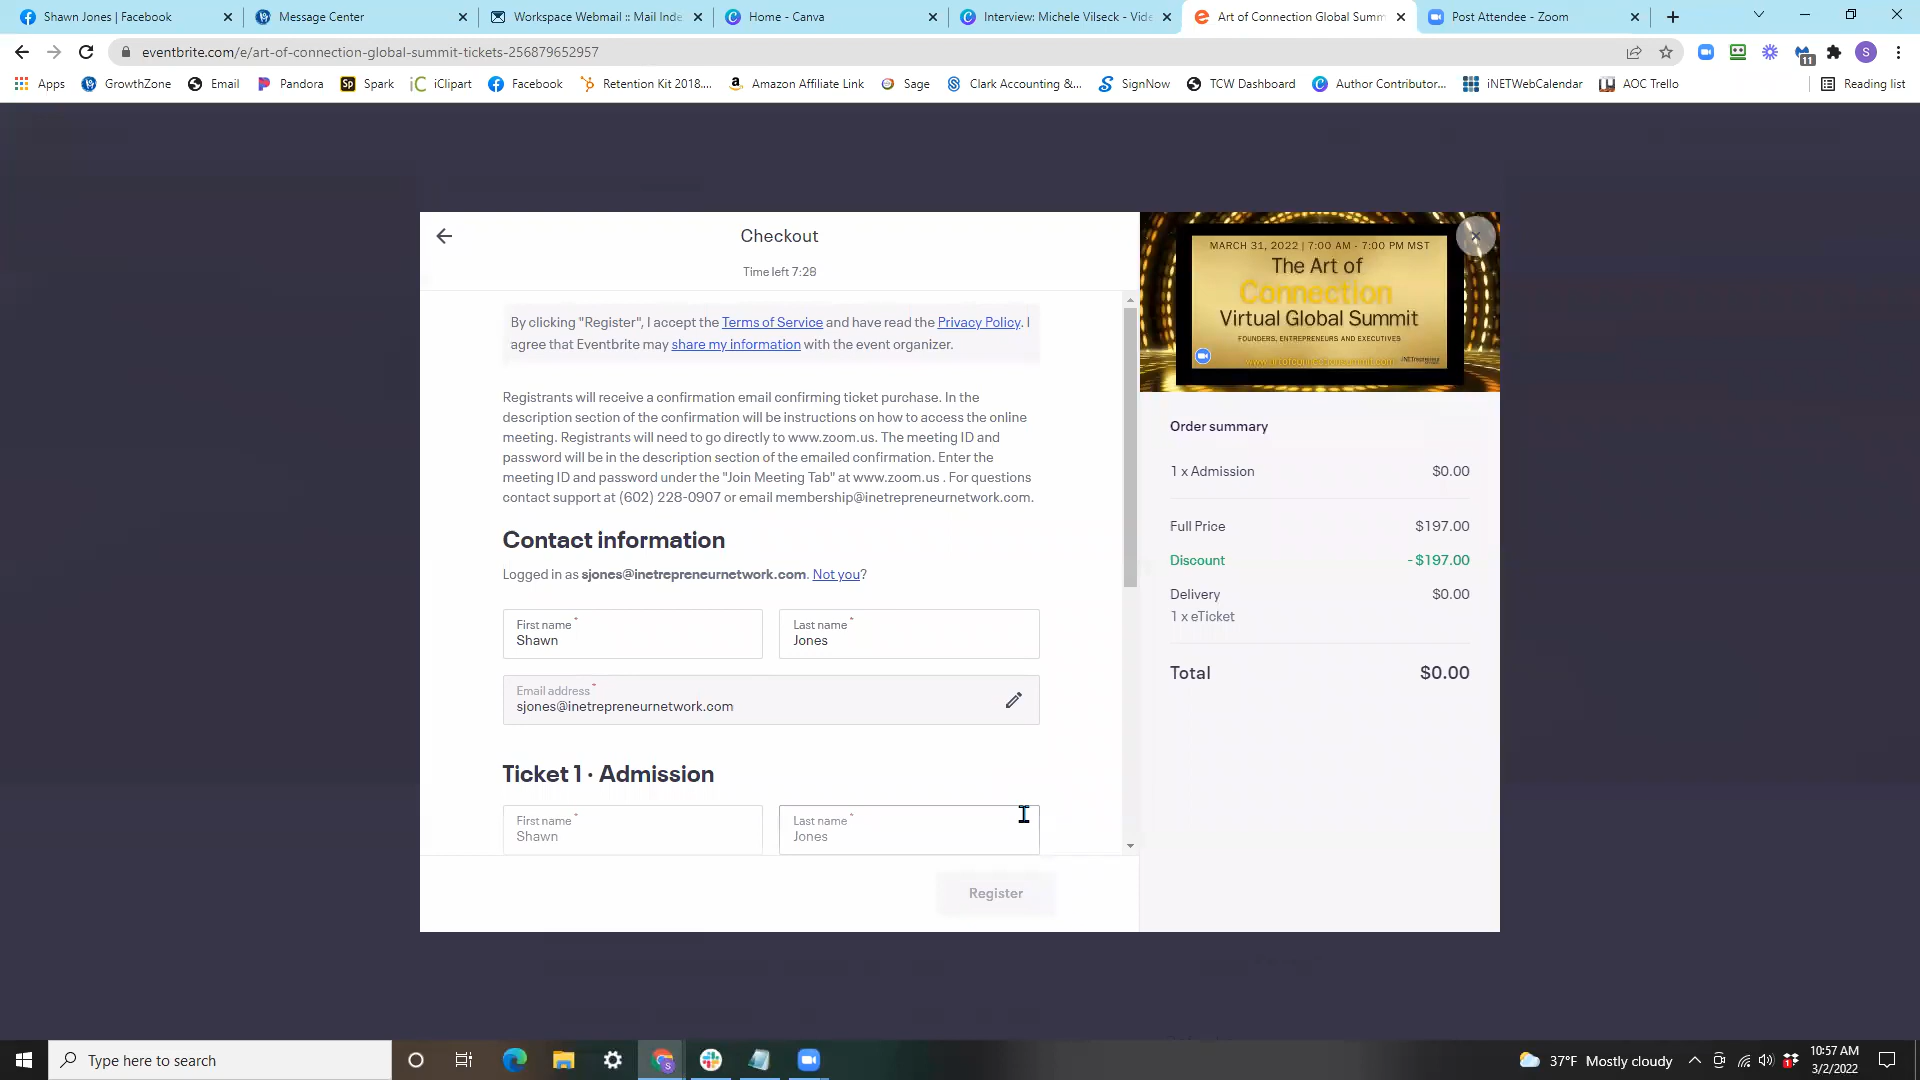 Shawn Jones | Facebook
Message Center
Workspace Webmail :: Mail Inde
Home - Canva
Interview: Michele Vilseck - Vide
Art of Connection Global Summ
Post Attendee - Zoom
eventbrite.com/e/art-of-connection-global-summit-tickets-256879652957
S
11
Apps
GrowthZone
Email
Pandora
Sp Spark
iC iClipart
Facebook
Retention Kit 2018....
Amazon Affiliate Link
Sage
Clark Accounting &...
SignNow
TCW Dashboard
Author Contributor...
iNETWebCalendar
AOC Trello
Reading list
Checkout
Time left 7:28
By clicking "Register", I accept the Terms of Service and have read the Privacy Policy. I
agree that Eventbrite may share my information with the event organizer.
Registrants will receive a confirmation email confirming ticket purchase. In the
description section of the confirmation will be instructions on how to access the online
meeting. Registrants will need to go directly to www.zoom.us. The meeting ID and
password will be in the description section of the emailed confirmation. Enter the
meeting ID and password under the "Join Meeting Tab" at www.zoom.us . For questions
contact support at (602) 228-0907 or email membership@inetrepreneurnetwork.com.
Contact information
Logged in as sjones@inetrepreneurnetwork.com. Not you?
First name *
Shawn
Last name *
Jones
Email address *
sjones@inetrepreneurnetwork.com
Ticket 1 · Admission
First name *
Shawn
Last name *
Jones
Register
MARCH 31, 2022 | 7:00 AM - 7:00 PM MST
The Art of
Connection
Virtual Global Summit
FOUNDERS, ENTREPRENEURS AND EXECUTIVES
Order summary
1 x Admission $0.00
Full Price $197.00
Discount - $197.00
Delivery $0.00
1 x eTicket
Total $0.00
Type here to search
37°F Mostly cloudy
10:57 AM
3/2/2022